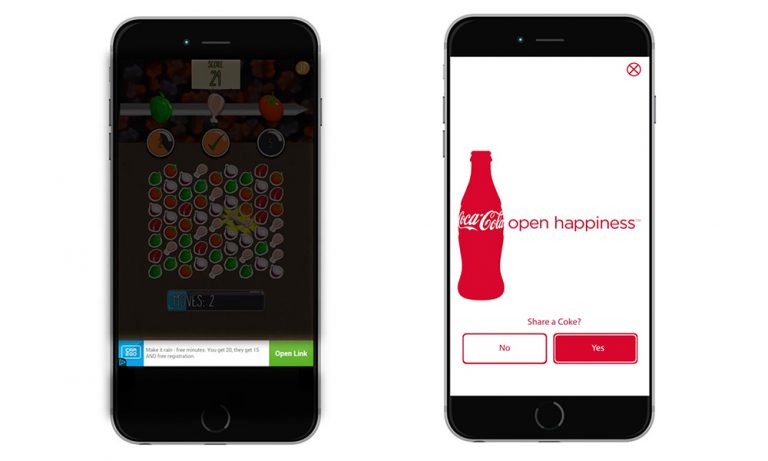 SCORE
21
MOVES: 2
CAR2GO
Make it rain - free minutes. You get 20, they get 15
AND free registration.
Open Link
Coca-Cola
open happiness™
Share a Coke?
No
Yes